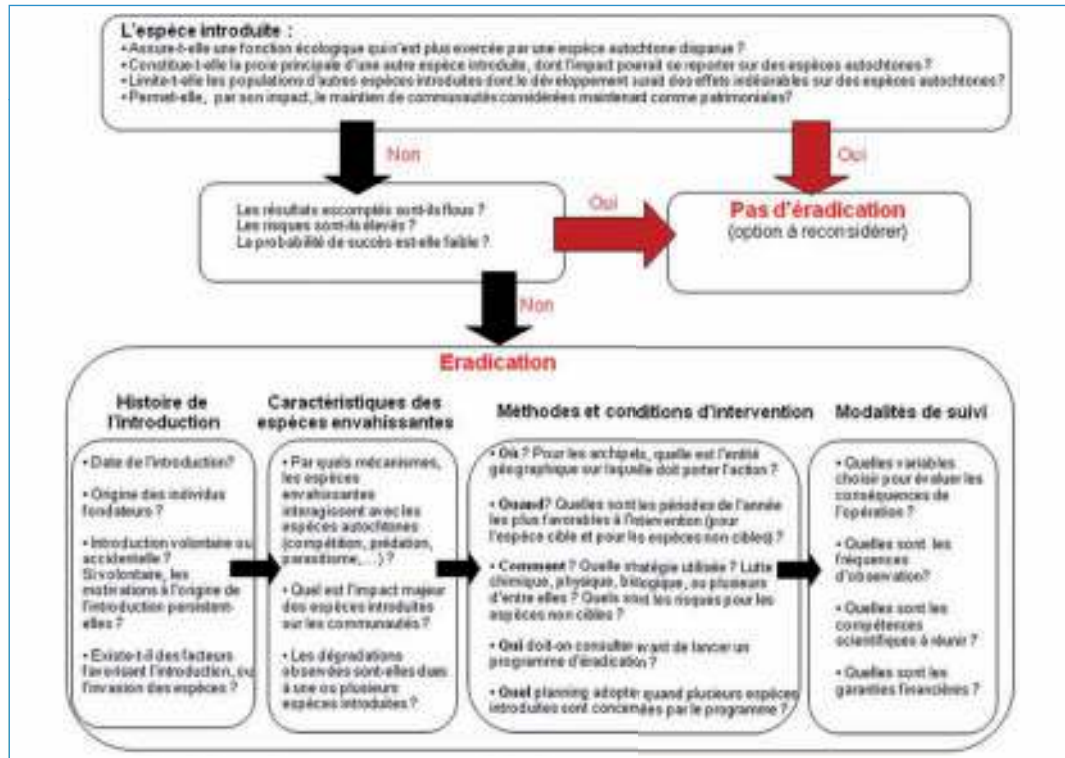 L'espèce introduite :
•Assure-t-elle une fonction écologique qui n'est plus exercée par une espèce autochtone disparue ?
•Constitue-t-elle la proie principale d'une autre espèce introduite, dont l'impact pourrait se reporter sur des espèces autochtones ?
•Limite-t-elle les populations d'autres espèces introduites dont le développement aurait des effets indésirables sur des espèces autochtones?
•Permet-elle, par son impact, le maintien de communautés considérées maintenant comme patrimoniales?
Non
Oui
Les résultats escomptés sont-ils flous ?
Les risques sont-ils élevés ?
La probabilité de succès est-elle faible ?
Oui
Pas d'éradication
(option à reconsidérer)
Non
Eradication
Histoire de
l'introduction
• Date de l'introduction?
• Origine des individus
fondateurs ?
• Introduction volontaire ou
accidentelle ?
Si volontaire, les
motivations à l'origine de
l'introduction persistent-
elles ?
• Existe-t-il des facteurs
favorisant l'introduction, ou
l'invasion des espèces ?
Caractéristiques des
espèces envahissantes
• Par quels mécanismes,
les espèces
envahissantes
interagissent avec les
espèces autochtones
(compétition, prédation,
parasitisme,...) ?
• Quel est l'impact majeur
des espèces introduites
sur les communautés ?
• Les dégradations
observées sont-elles dues
à une ou plusieurs
espèces introduites ?
Méthodes et conditions d'intervention
• Où ? Pour les archipels, quelle est l'entité
géographique sur laquelle doit porter l'action ?
• Quand? Quelles sont les périodes de l'année
les plus favorables à l'intervention (pour
l'espèce cible et pour les espèces non cibles) ?
• Comment ? Quelle stratégie utilisée ? Lutte
chimique, physique, biologique, ou plusieurs
d'entre elles ? Quels sont les risques pour les
espèces non cibles ?
• Qui doit-on consulter avant de lancer un
programme d'éradication ?
• Quel planning adopter quand plusieurs espèces
introduites sont concernées par le programme ?
Modalités de suivi
• Quelles variables
choisir pour évaluer les
conséquences de
l'opération ?
• Quelles sont les
fréquences
d'observation?
• Quelles sont les
compétences
scientifiques à réunir ?
• Quelles sont les
garanties financières ?